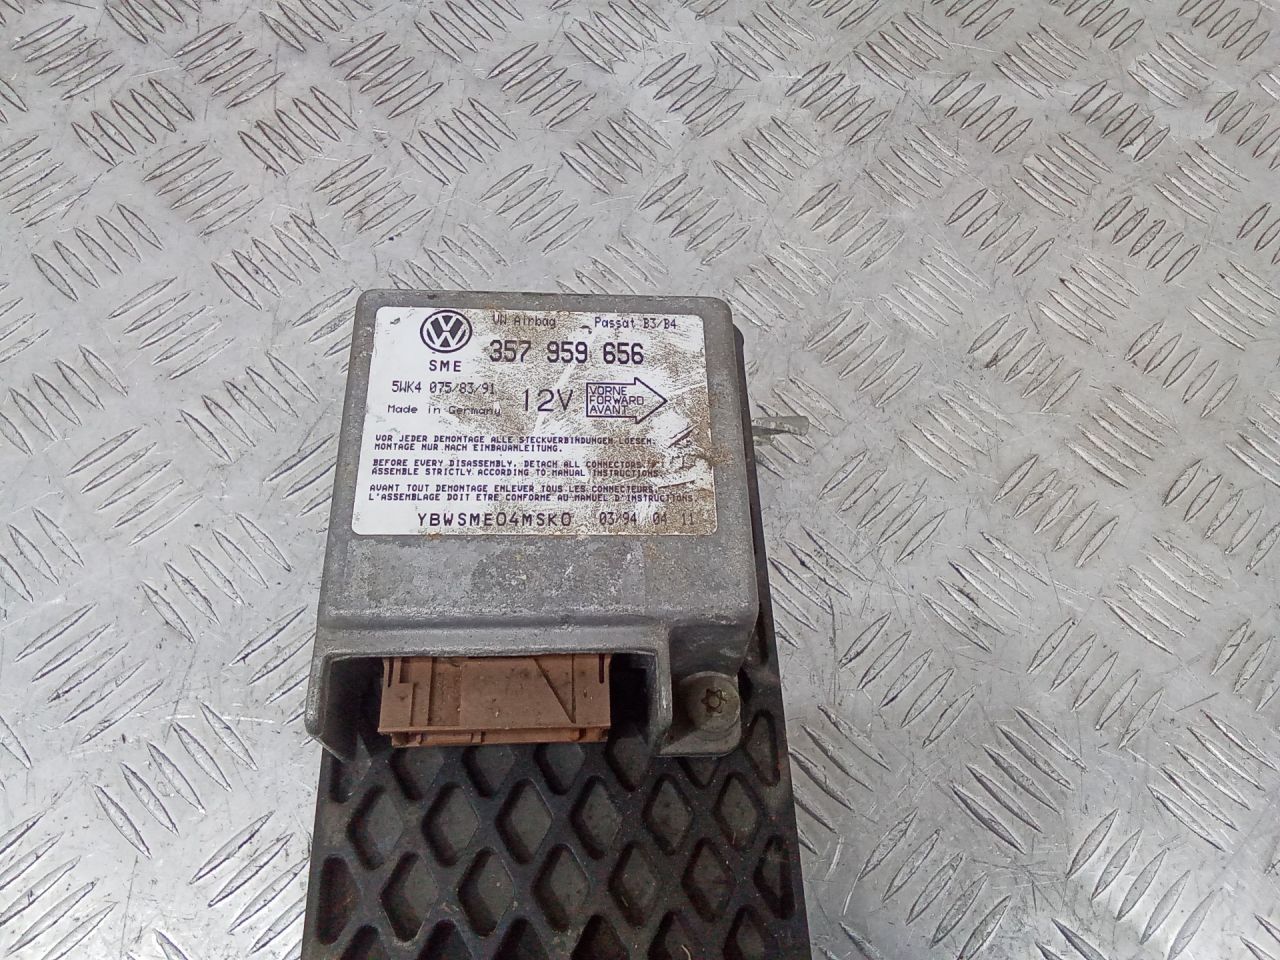 VW Airbag Passat B3/B4
357 959 656
SME
5WK4 075/83/91
Made in Germany
12V
VORNE
FORWARD
AVANT
VOR JEDER DEMONTAGE ALLE STECKVERBINDUNGEN LOESEN.
MONTAGE NUR NACH EINBAUANLEITUNG.
BEFORE EVERY DISASSEMBLY, DETACH ALL CONNECTORS.
ASSEMBLE STRICTLY ACCORDING TO MANUAL INSTRUCTIONS.
AVANT TOUT DEMONTAGE ENLEVER TOUS LES CONNECTEURS.
L'ASSEMBLAGE DOIT ETRE CONFORME AU MANUEL D'INSTRUCTIONS.
YBWSME04MSK0 03/94 04 11